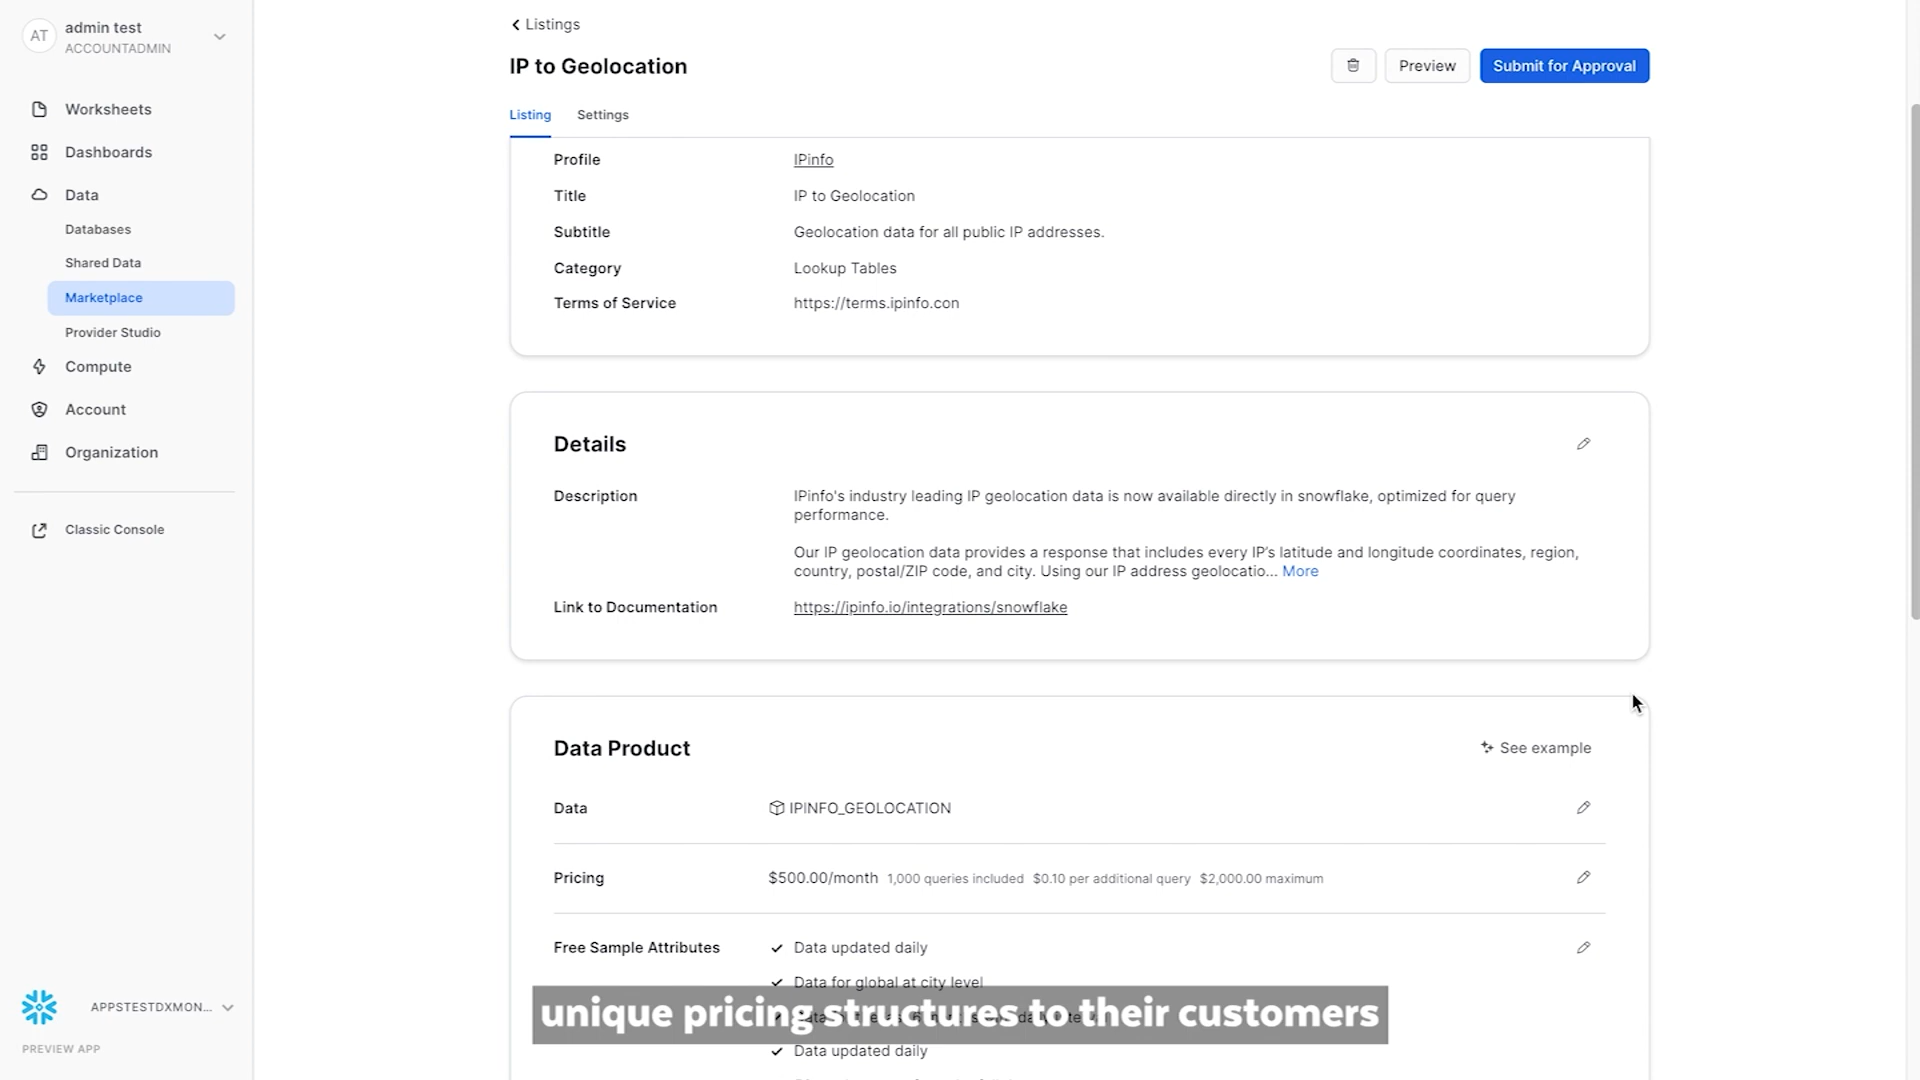 AT
admin test
ACCOUNTADMIN
Worksheets
Dashboards
Data
Databases
Shared Data
Marketplace
Provider Studio
Compute
Account
Organization
Classic Console
APPSTESTDXMON...
PREVIEW APP
Listings
IP to Geolocation
Preview
Submit for Approval
Listing
Settings
Profile
IPinfo
Title
IP to Geolocation
Subtitle
Geolocation data for all public IP addresses.
Category
Lookup Tables
Terms of Service
https://terms.ipinfo.con
Details
Description
IPinfo's industry leading IP geolocation data is now available directly in snowflake, optimized for query
performance.
Our IP geolocation data provides a response that includes every IP's latitude and longitude coordinates, region,
country, postal/ZIP code, and city. Using our IP address geolocatio... More
Link to Documentation
https://ipinfo.io/integrations/snowflake
Data Product
See example
Data
IPINFO_GEOLOCATION
Pricing
$500.00/month 1,000 queries included $0.10 per additional query $2,000.00 maximum
Free Sample Attributes
Data updated daily
Data for global at city level
unique pricing structures to their customers
Data updated daily